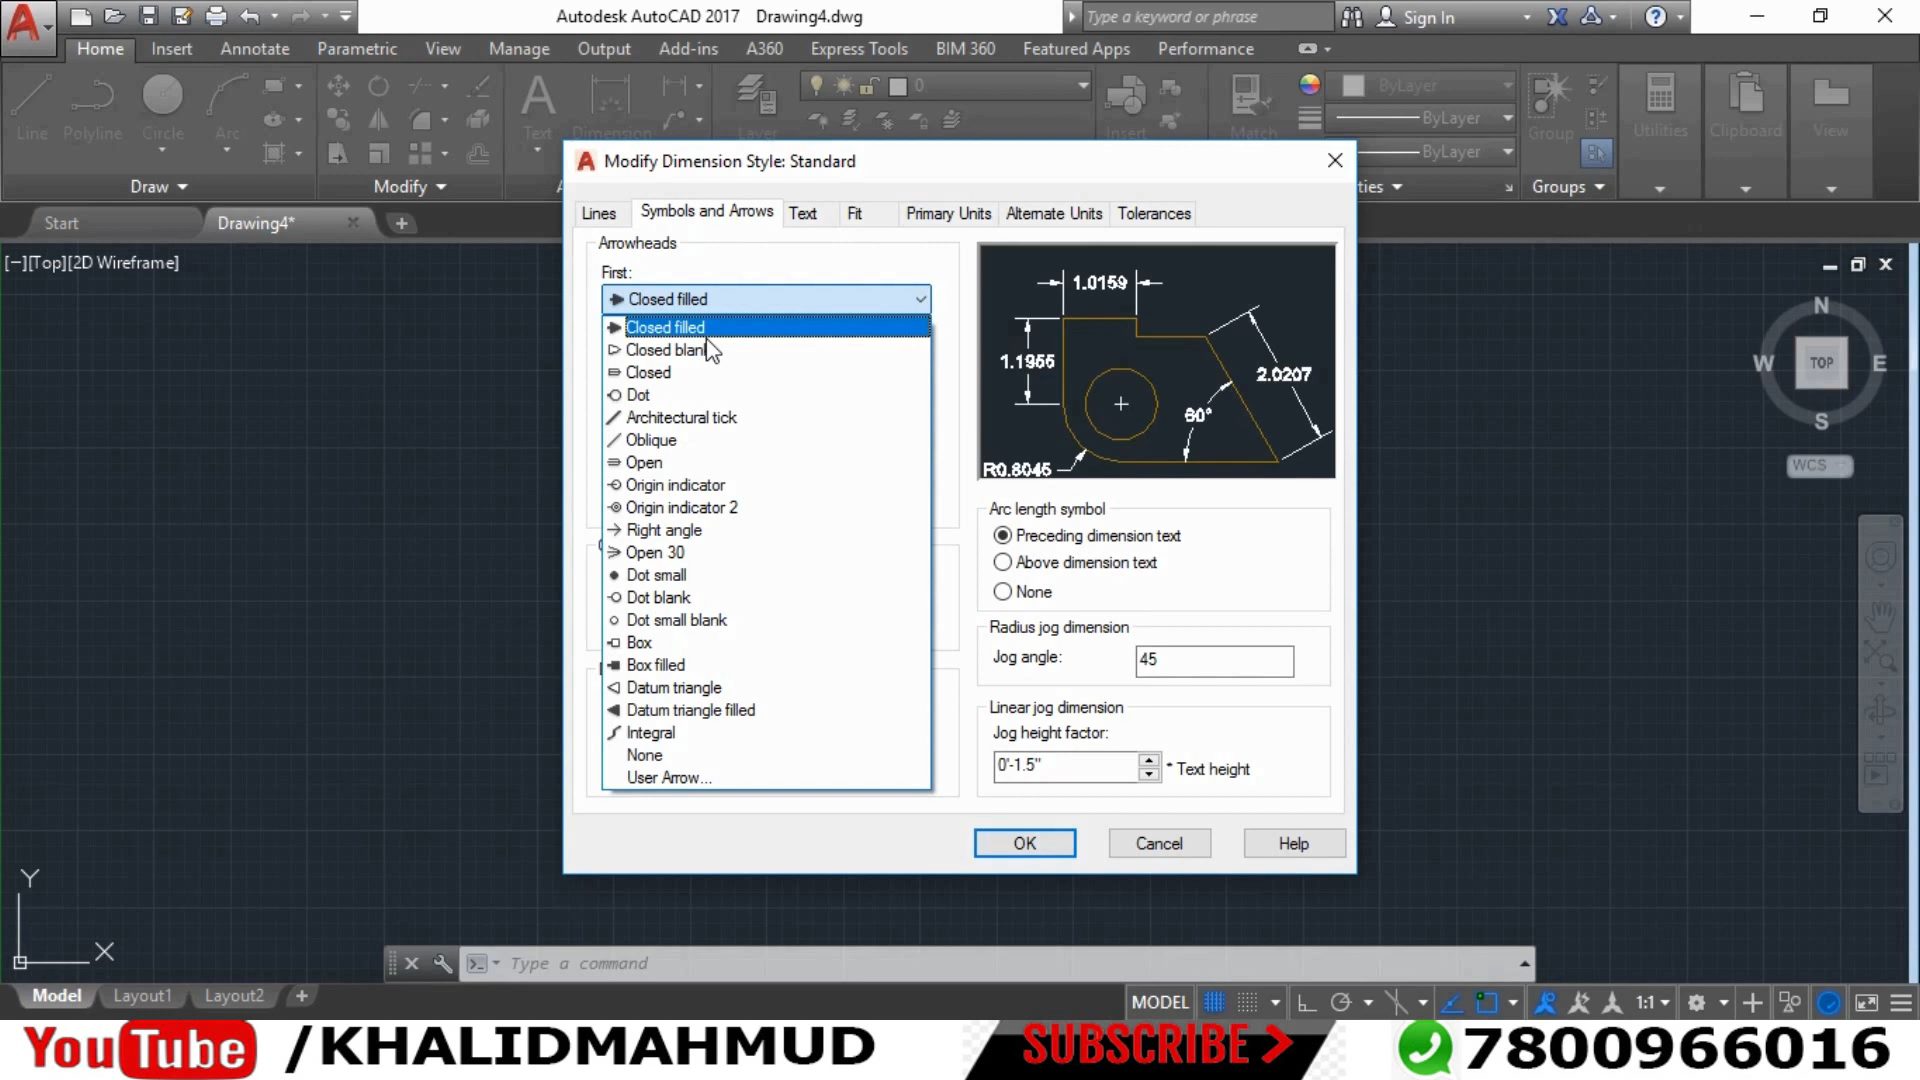 Autodesk AutoCAD 2017 Drawing4.dwg
Type a keyword or phrase
Sign In
Home Insert Annotate Parametric View Manage Output Add-ins A360 Express Tools BIM 360 Featured Apps Performance
0
ByLayer
Line Polyline Circle Arc
Text Dimension Layer Insert Match
ByLayer
Group Utilities Clipboard View
ByLayer
Draw Modify
ties Groups
Start Drawing4*
[−][Top][2D Wireframe]
Modify Dimension Style: Standard
Lines Symbols and Arrows Text Fit Primary Units Alternate Units Tolerances
Arrowheads
First:
Closed filled
Closed filled
Closed blank
Closed
Dot
Architectural tick
Oblique
Open
Origin indicator
Origin indicator 2
Right angle
Open 30
Dot small
Dot blank
Dot small blank
Box
Box filled
Datum triangle
Datum triangle filled
Integral
None
User Arrow...
1.0159
1.1955
2.0207
60°
R0.8045
Arc length symbol
Preceding dimension text
Above dimension text
None
Radius jog dimension
Jog angle: 45
Linear jog dimension
Jog height factor:
0'-1.5" * Text height
OK Cancel Help
N
W TOP E
S
WCS
Y
X
Type a command
Model Layout1 Layout2
MODEL 1:1
YouTube /KHALIDMAHMUD SUBSCRIBE 7800966016